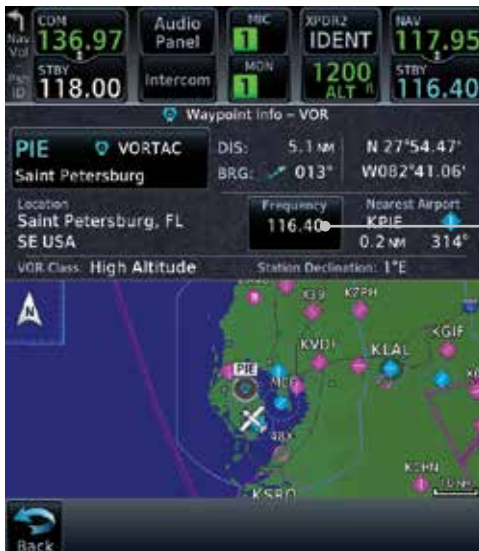 COM
Audio
Panel
MIC
XPDR2
NAV
Nav
Vol
136.97
1
IDENT
117.95
STBY
Psh
ID
118.00
Intercom
MON
1
1200
ALT R
STBY
116.40
Waypoint Info – VOR
PIE VORTAC
DIS: 5.1 NM
N 27°54.47'
Saint Petersburg
BRG: 013°
W082°41.06'
Location
Frequency
Nearest Airport
Saint Petersburg, FL
116.40
KPIE
SE USA
0.2 NM 314°
VOR Class High Altitude
Station Declination: 1°E
N
X39
KZPH
KVDF
KLAL
KGIF
PIE
48X
KSRQ
Back